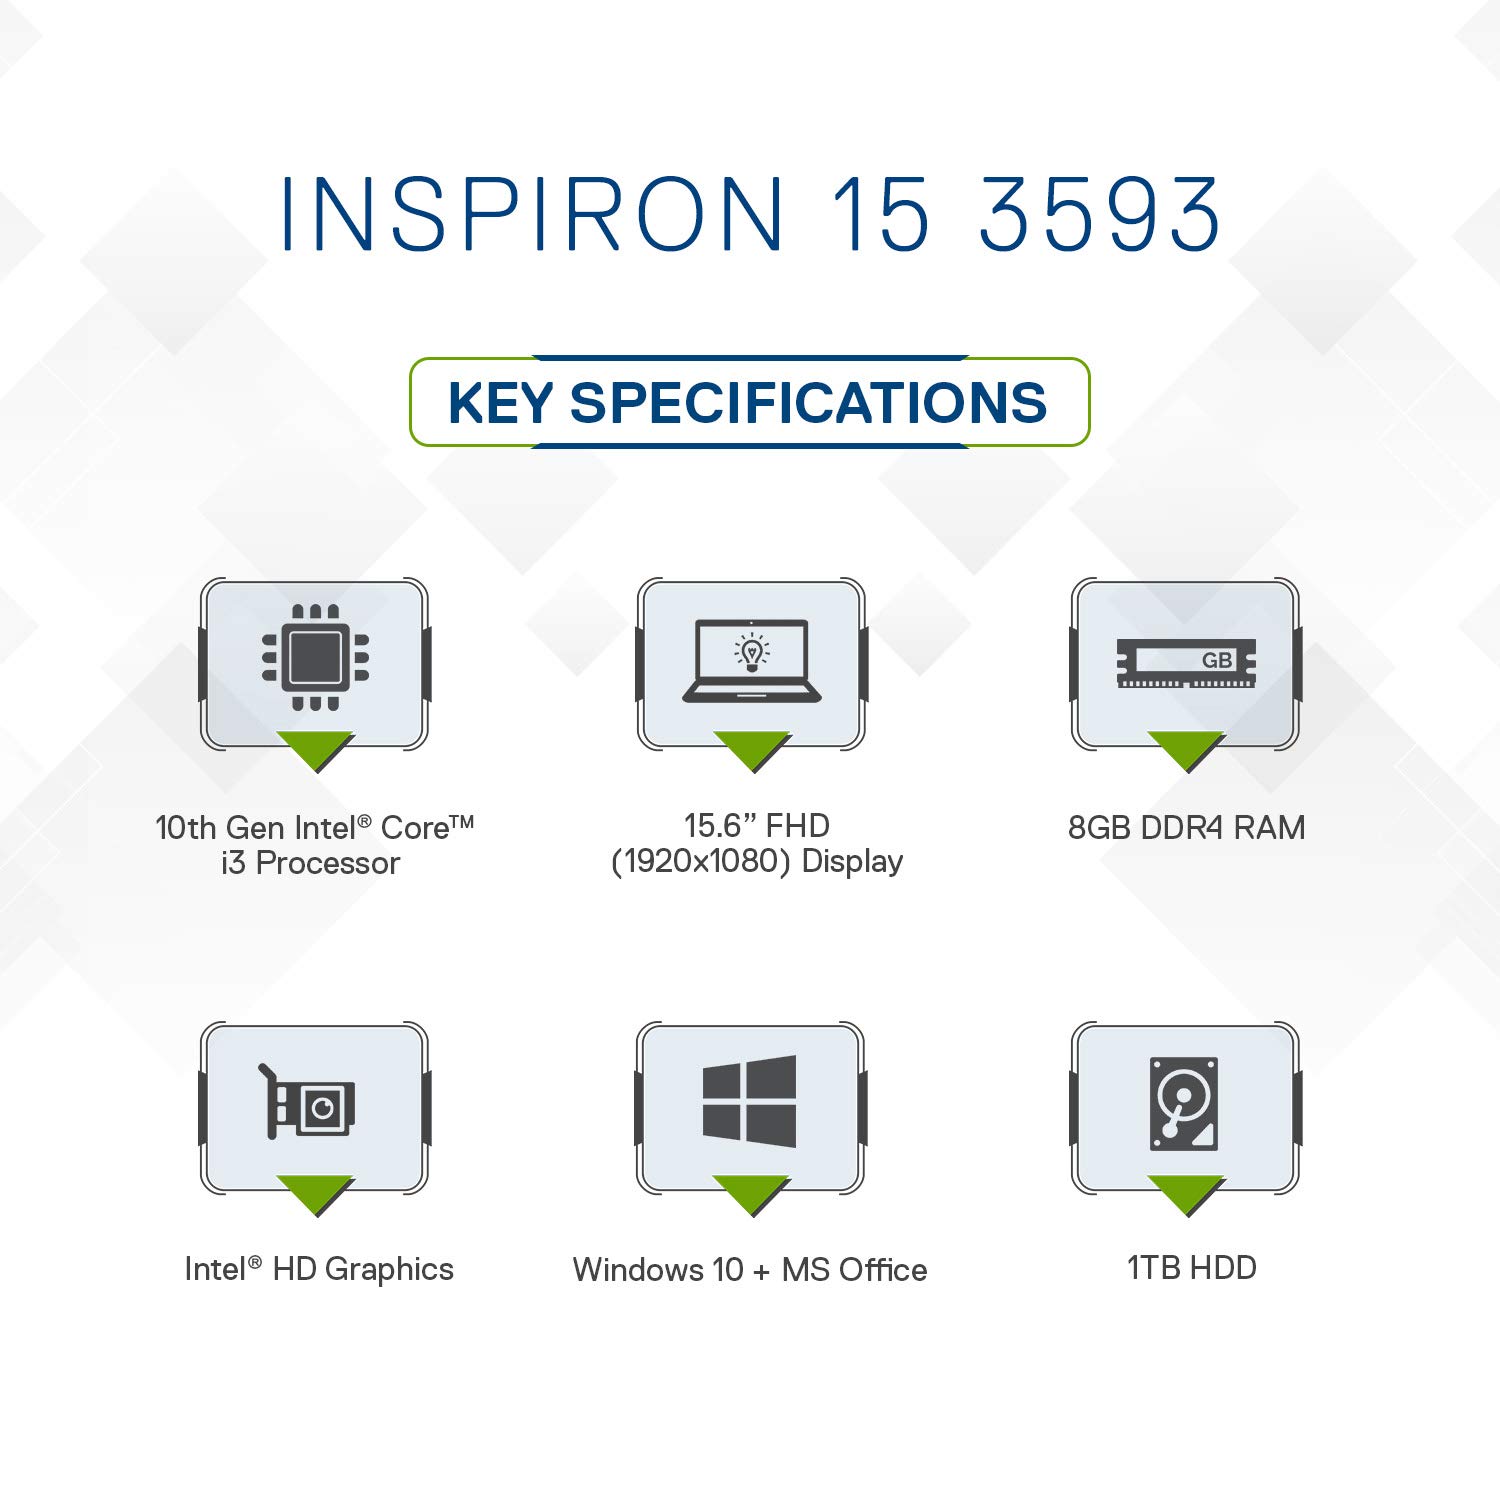 INSPIRON 15 3593
KEY SPECIFICATIONS
GB
10th Gen Intel® Core™
i3 Processor
15.6” FHD
(1920x1080) Display
8GB DDR4 RAM
Intel® HD Graphics
Windows 10 + MS Office
1TB HDD